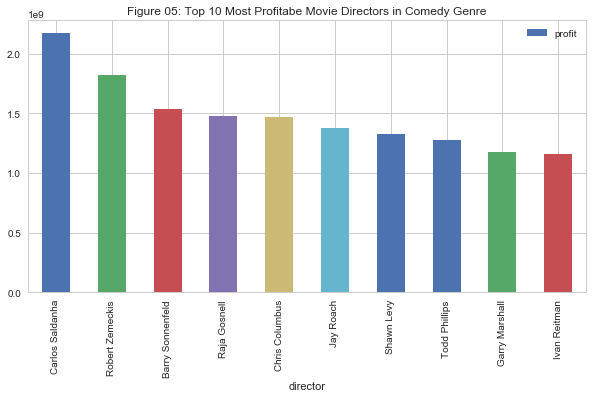 Figure 05: Top 10 Most Profitabe Movie Directors in Comedy Genre
1e9
profit
2.0
1.5
1.0
0.5
0.0
Carlos Saldanha
Robert Zemeckis
Barry Sonnenfeld
Raja Gosnell
Chris Columbus
Jay Roach
Shawn Levy
Todd Phillips
Garry Marshall
Ivan Reitman
director